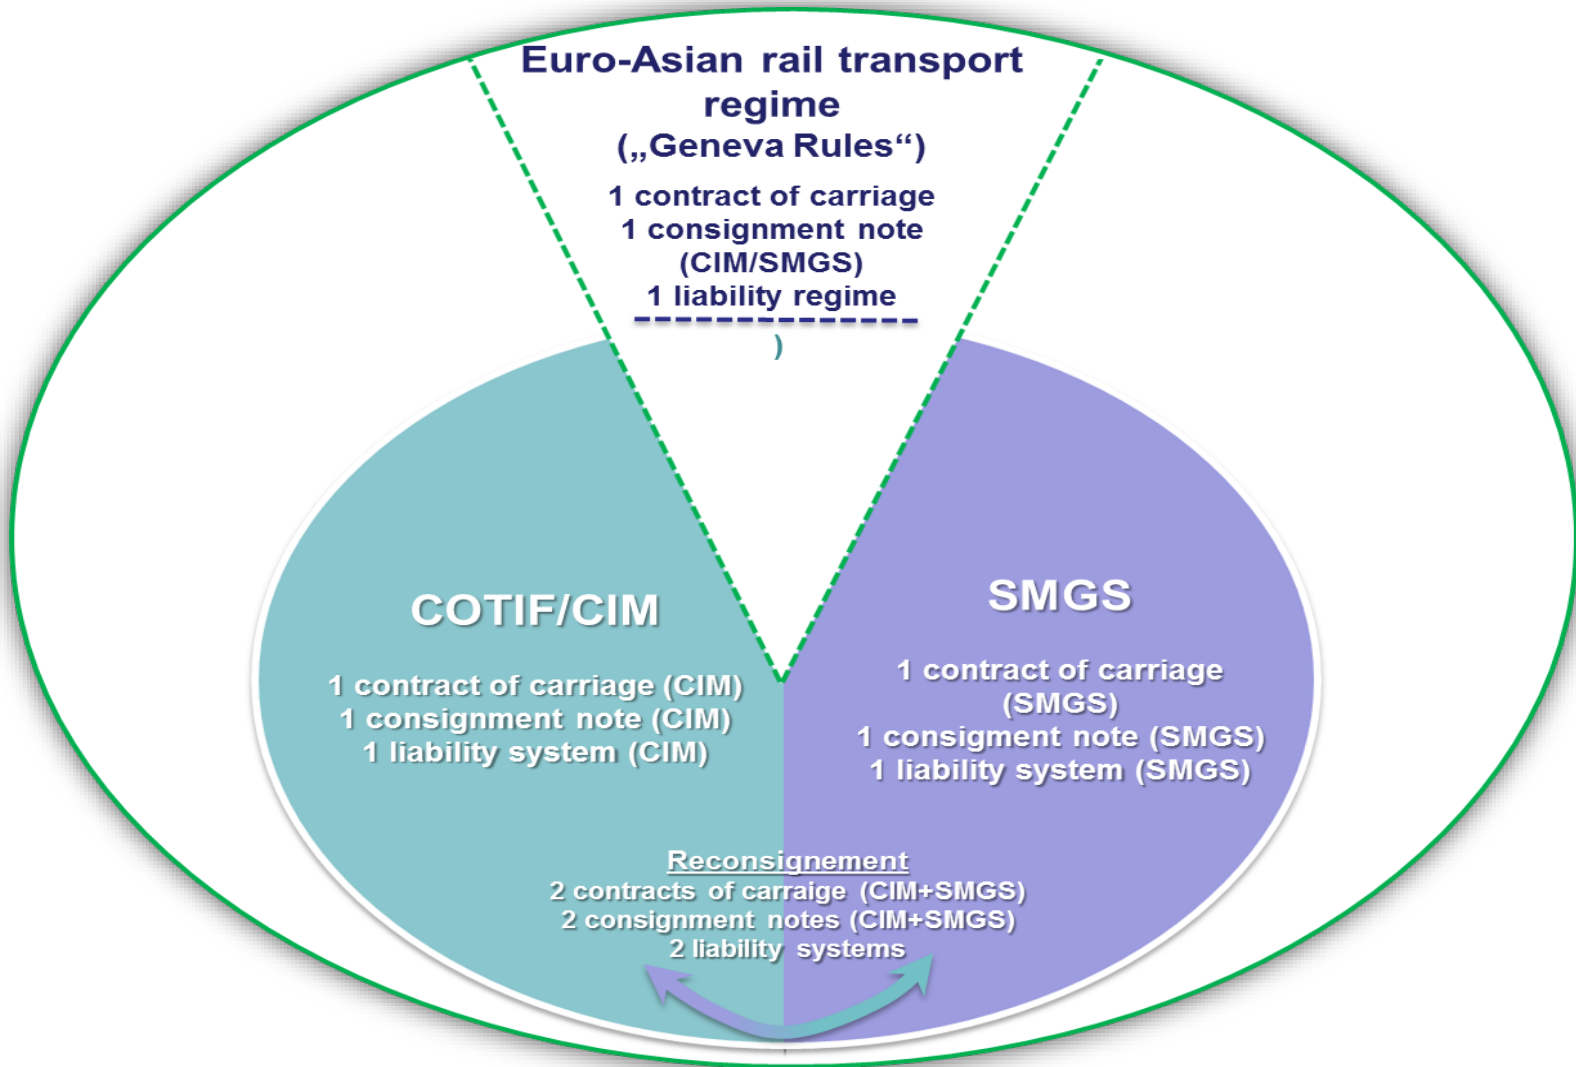 Euro-Asian rail transport
regime
(„Geneva Rules“)
1 contract of carriage
1 consignment note
(CIM/SMGS)
1 liability regime
)
COTIF/CIM
1 contract of carriage (CIM)
1 consignment note (CIM)
1 liability system (CIM)
SMGS
1 contract of carriage
(SMGS)
1 consigment note (SMGS)
1 liability system (SMGS)
Reconsignement
2 contracts of carraige (CIM+SMGS)
2 consignment notes (CIM+SMGS)
2 liability systems